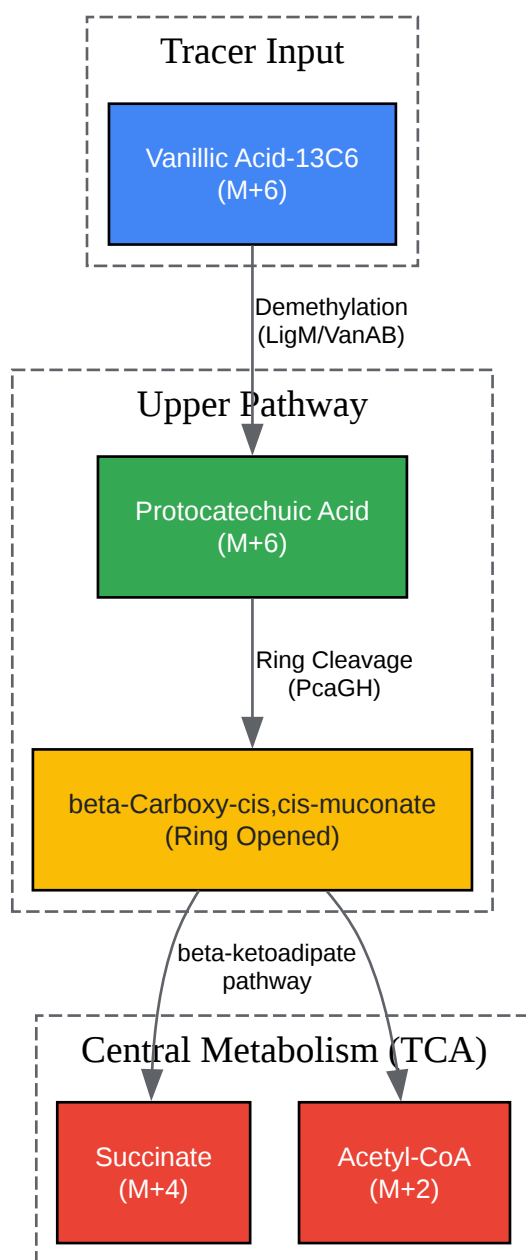 Tracer Input
Vanillic Acid-13C6
(M+6)
Demethylation
(LigM/VanAB)
Upper Pathway
Protocatechuic Acid
(M+6)
Ring Cleavage
(PcaGH)
beta-Carboxy-cis,cis-muconate
(Ring Opened)
beta-ketoadipate
pathway
Central Metabolism (TCA)
Succinate
(M+4)
Acetyl-CoA
(M+2)